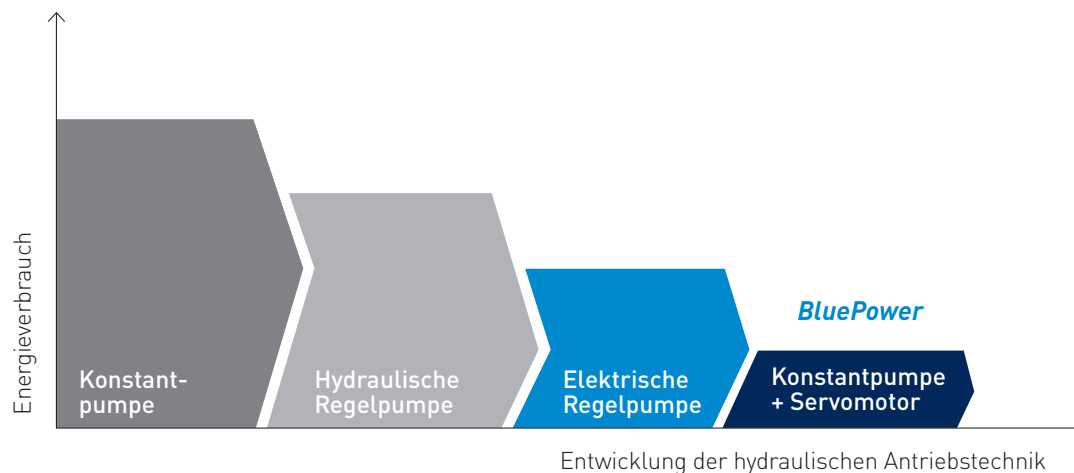 Energieverbrauch
Konstant-
pumpe
Hydraulische
Regelpumpe
Elektrische
Regelpumpe
BluePower
Konstantpumpe
+ Servomotor
Entwicklung der hydraulischen Antriebstechnik